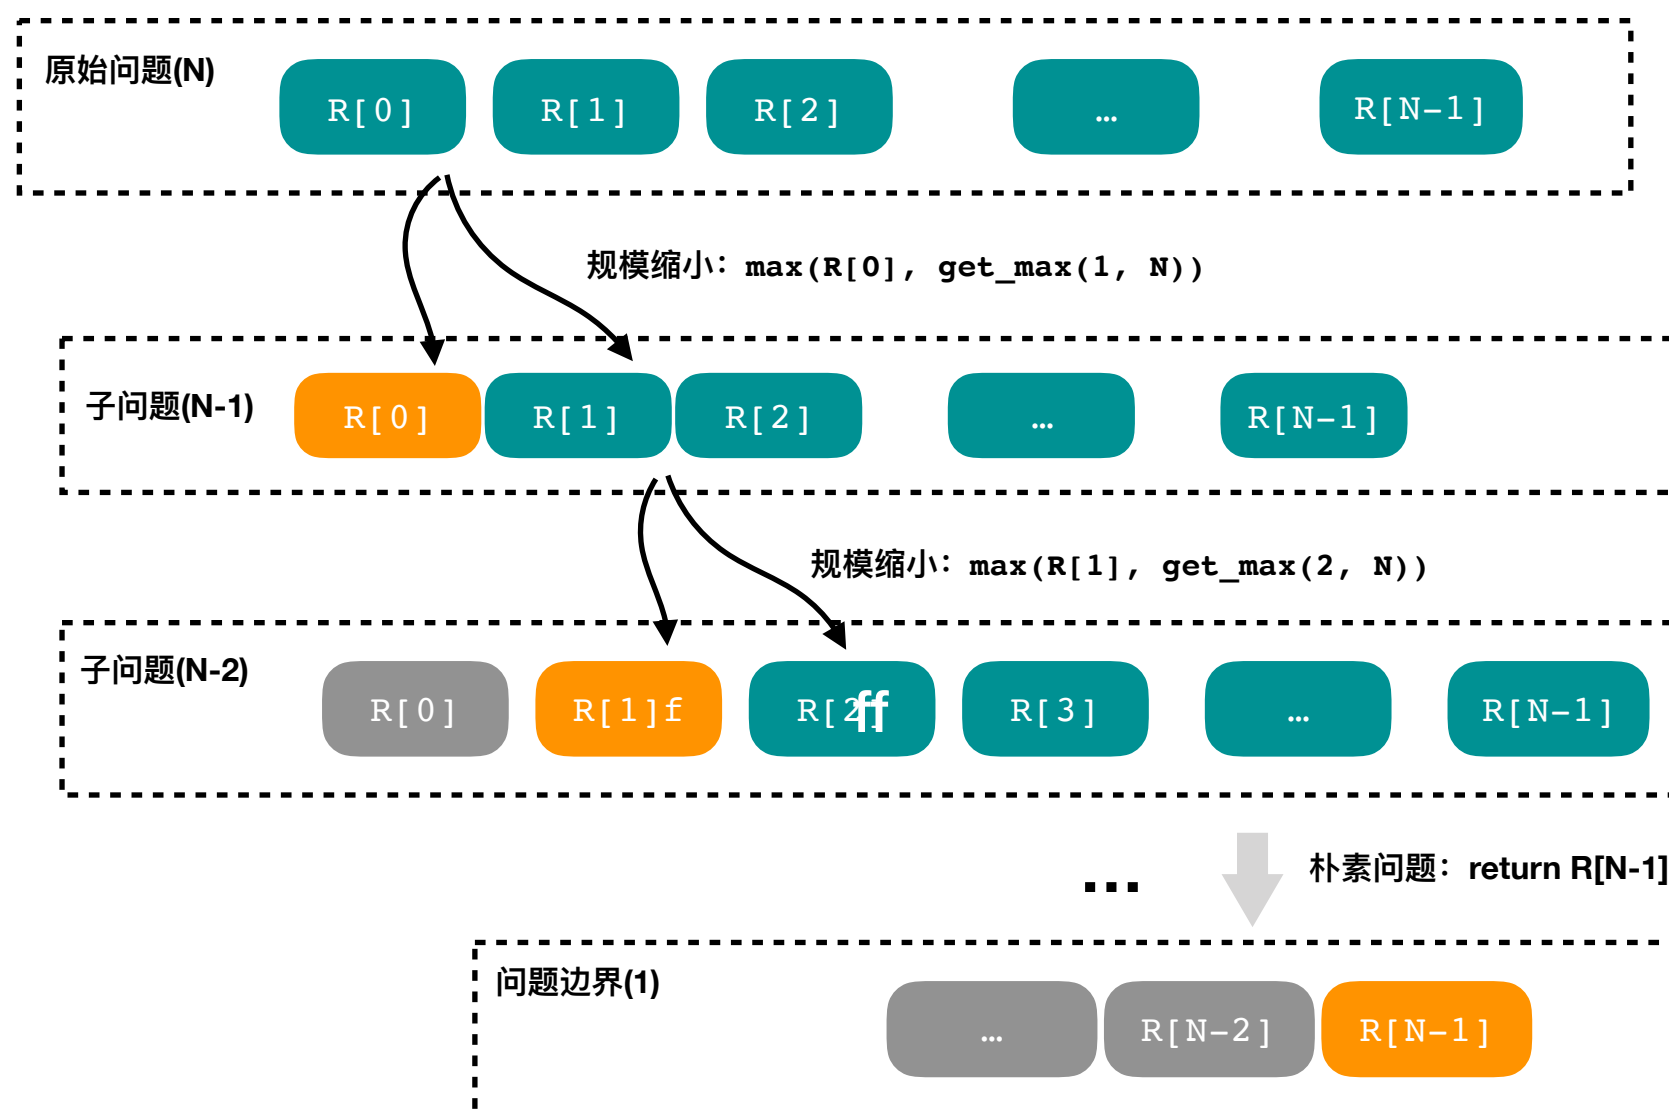 原始问题(N)
R[0] R[1] R[2] … R[N-1]
规模缩小：max(R[0], get_max(1, N))
子问题(N-1)
R[0] R[1] R[2] … R[N-1]
规模缩小：max(R[1], get_max(2, N))
子问题(N-2)
R[0] R[1]f R[2]ff R[3] … R[N-1]
… 朴素问题：return R[N-1]
问题边界(1)
… R[N-2] R[N-1]